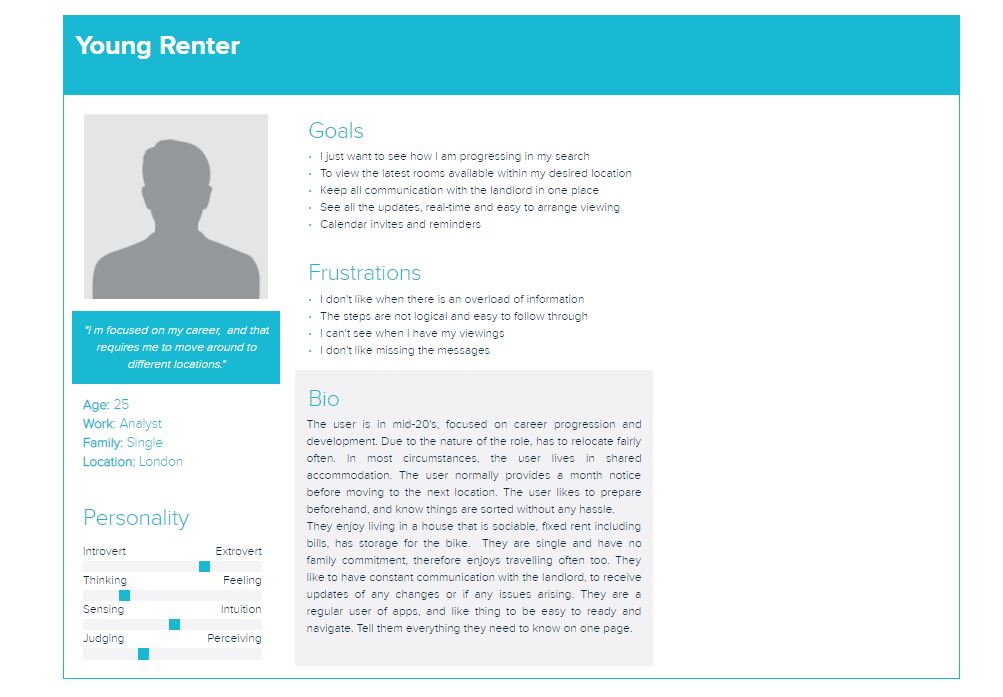 Young Renter
"I m focused on my career,  and that
requires me to move around to
different locations."
Age: 25
Work: Analyst
Family: Single
Location: London
Personality
Introvert Extrovert
Thinking Feeling
Sensing Intuition
Judging Perceiving
Goals
· I just want to see how I am progressing in my search
· To view the latest rooms available within my desired location
· Keep all communication with the landlord in one place
· See all the updates, real-time and easy to arrange viewing
· Calendar invites and reminders
Frustrations
· I don't like when there is an overload of information
· The steps are not logical and easy to follow through
· I can't see when I have my viewings
· I don't like missing the messages
Bio
The user is in mid-20's, focused on career progression and
development. Due to the nature of the role, has to relocate fairly
often. In most circumstances, the user lives in shared
accommodation. The user normally provides a month notice
before moving to the next location. The user likes to prepare
beforehand, and know things are sorted without any hassle.
They enjoy living in a house that is sociable, fixed rent including
bills, has storage for the bike.  They are single and have no
family commitment, therefore enjoys travelling often too. They
like to have constant communication with the landlord, to receive
updates of any changes or if any issues arising. They are a
regular user of apps, and like thing to be easy to ready and
navigate. Tell them everything they need to know on one page.